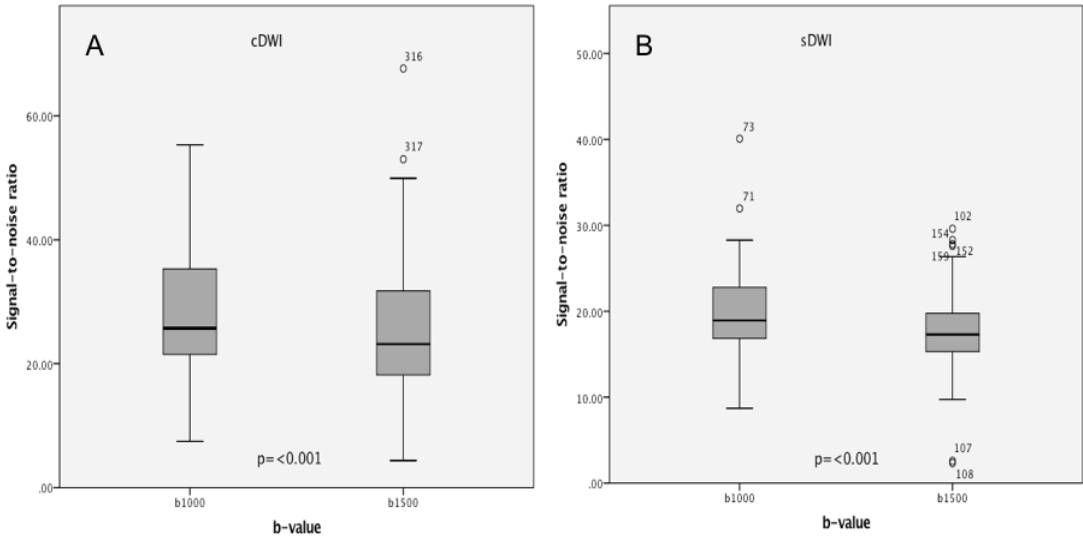 A
cDWI
316
317
60.00
40.00
20.00
.00
Signal-to-noise ratio
p=<0.001
b1000
b1500
b-value
B
sDWI
50.00
40.00
30.00
20.00
10.00
.00
Signal-to-noise ratio
73
71
102
154
152
159
107
108
p=<0.001
b1000
b1500
b-value